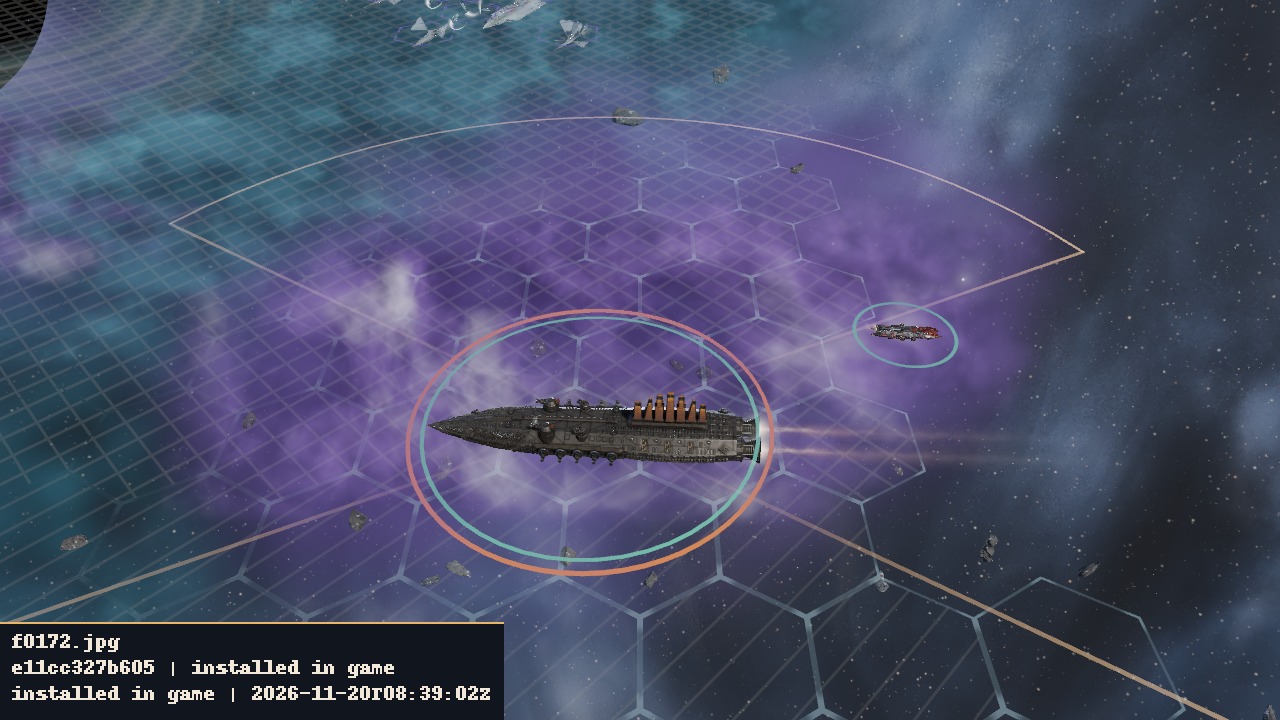 f0172.jpg
e11cc327b605 | installed in game
installed in game | 2026-11-20T08:39:02Z